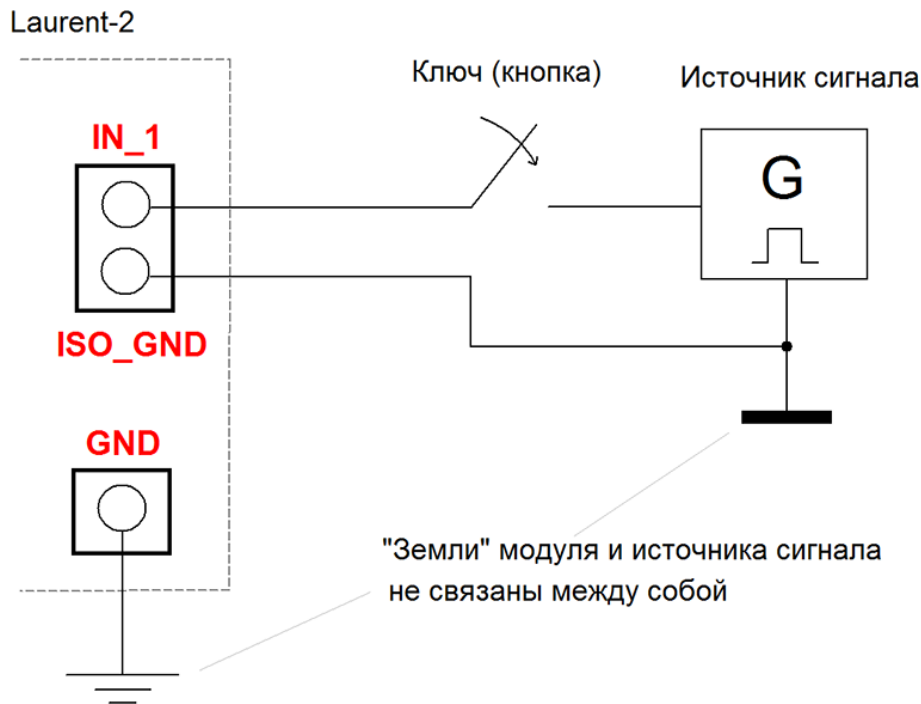 Laurent-2
Ключ (кнопка)
Источник сигнала
IN_1
G
ISO_GND
GND
"Земли" модуля и источника сигнала
не связаны между собой